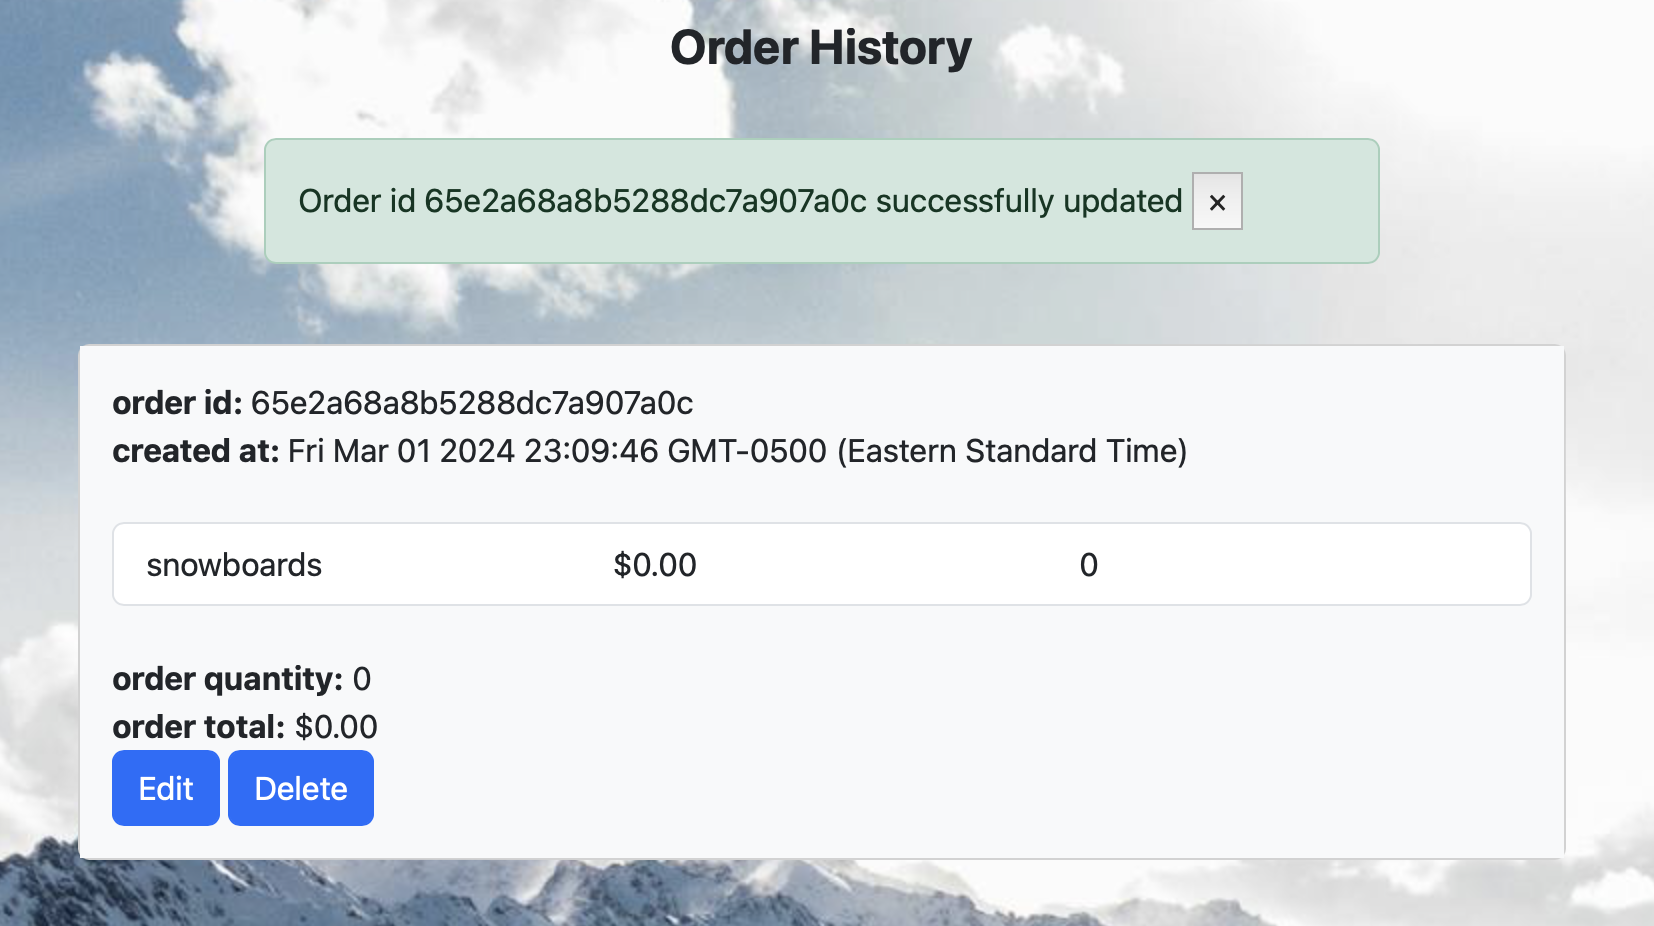 Order History
Order id 65e2a68a8b5288dc7a907a0c successfully updated ×
order id: 65e2a68a8b5288dc7a907a0c
created at: Fri Mar 01 2024 23:09:46 GMT-0500 (Eastern Standard Time)
snowboards $0.00 0
order quantity: 0
order total: $0.00
Edit Delete